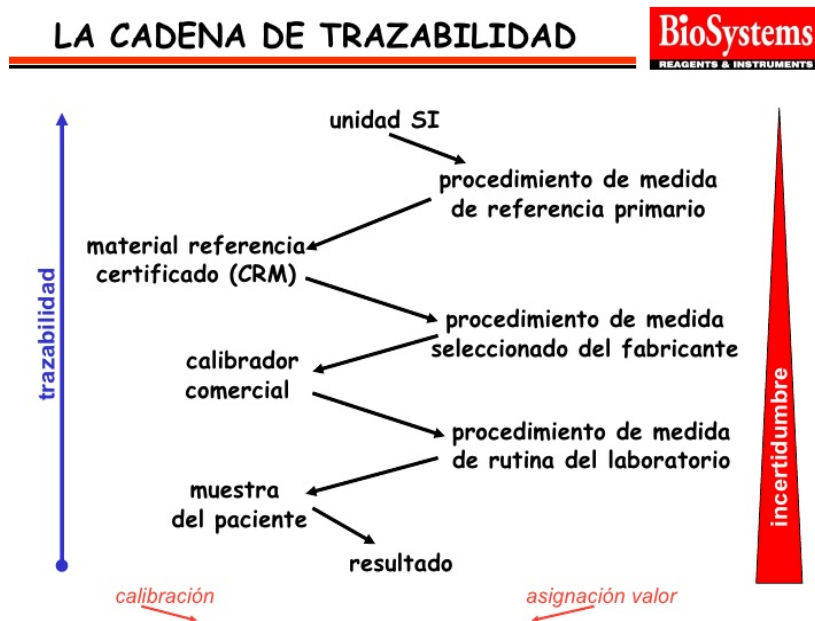 LA CADENA DE TRAZABILIDAD
BioSystems
REAGENTS & INSTRUMENTS
unidad SI
procedimiento de medida
de referencia primario
material referencia
certificado (CRM)
procedimiento de medida
seleccionado del fabricante
calibrador
comercial
procedimiento de medida
de rutina del laboratorio
muestra
del paciente
resultado
trazabilidad
incertidumbre
calibración
asignación valor